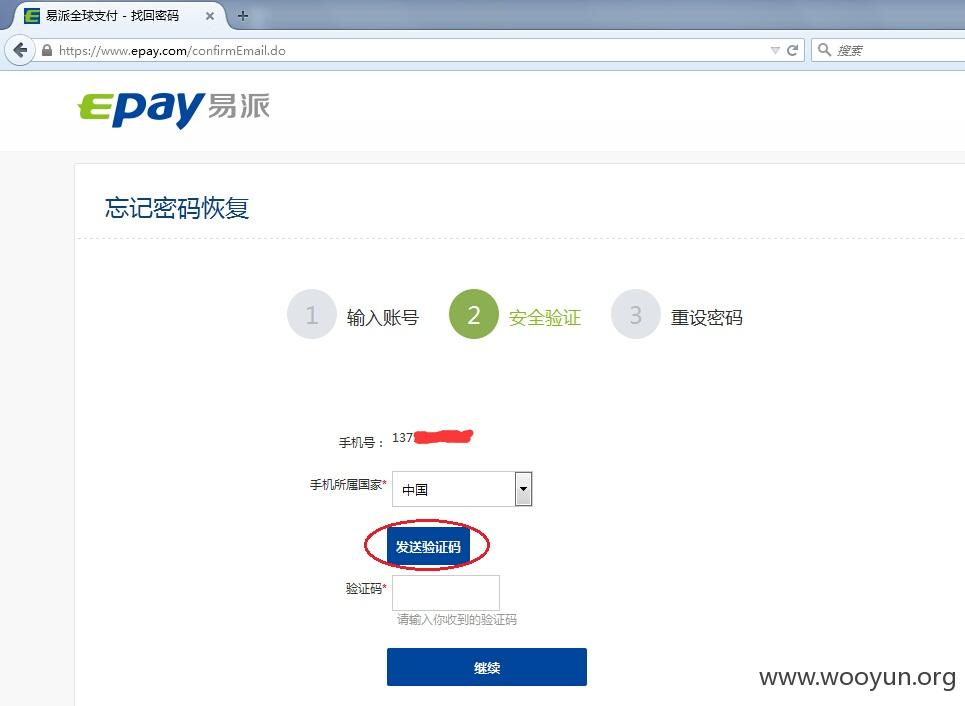 易派全球支付 - 找回密码
https://www.epay.com/confirmEmail.do
搜索
Epay易派
忘记密码恢复
1 输入账号 2 安全验证 3 重设密码
手机号： 137
手机所属国家* 中国
发送验证码
验证码*
请输入你收到的验证码
继续
www.wooyun.org